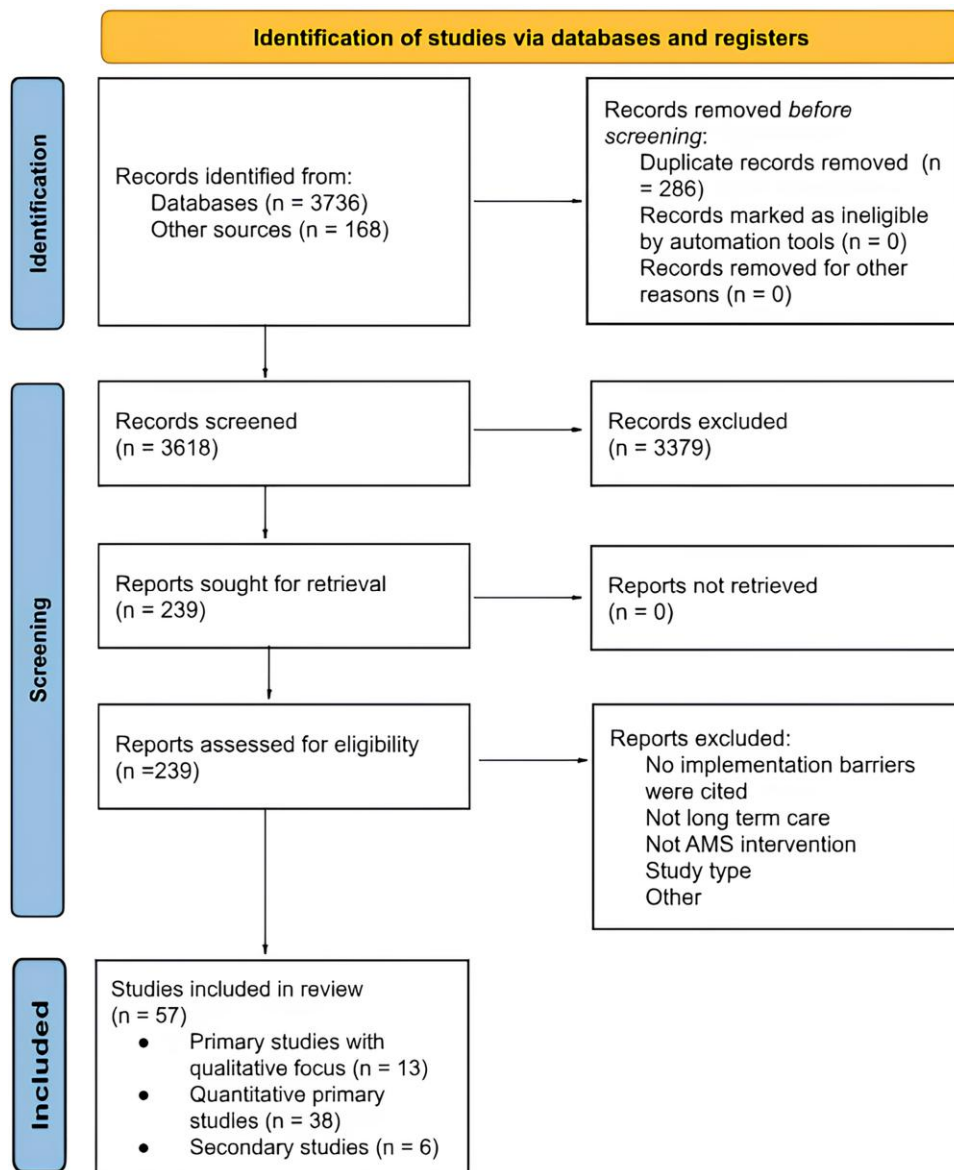 Identification of studies via databases and registers
Identification
Records identified from:
Databases (n = 3736)
Other sources (n = 168)
Records removed before
screening:
Duplicate records removed (n
= 286)
Records marked as ineligible
by automation tools (n = 0)
Records removed for other
reasons (n = 0)
Screening
Records screened
(n = 3618)
Records excluded
(n = 3379)
Reports sought for retrieval
(n = 239)
Reports not retrieved
(n = 0)
Reports assessed for eligibility
(n =239)
Reports excluded:
No implementation barriers
were cited
Not long term care
Not AMS intervention
Study type
Other
Included
Studies included in review
(n = 57)
● Primary studies with
qualitative focus (n = 13)
● Quantitative primary
studies (n = 38)
● Secondary studies (n = 6)